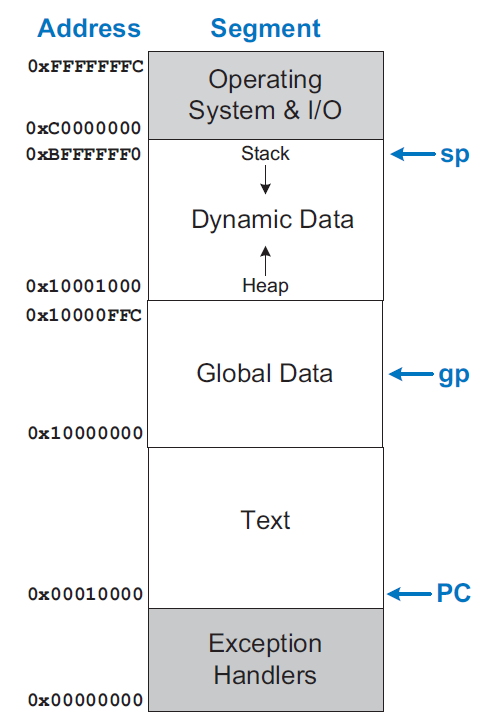 Address Segment
0xFFFFFFFC
Operating
System & I/O
0xC0000000
0xBFFFFFF0 Stack sp
Dynamic Data
0x10001000 Heap
0x10000FFC
Global Data gp
0x10000000
Text
0x00010000 PC
Exception
Handlers
0x00000000